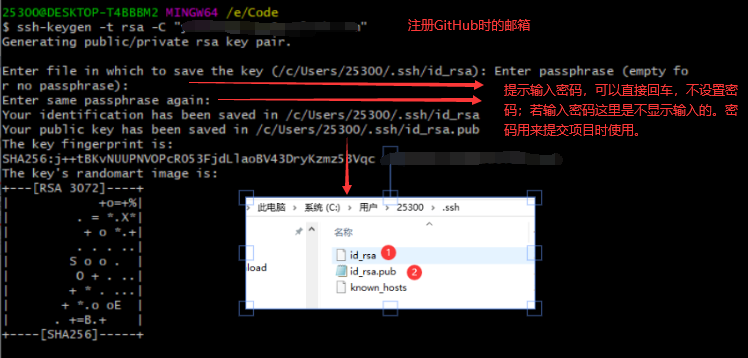 25300@DESKTOP-T4BBBM2 MINGW64 /e/Code
$ ssh-keygen -t rsa -C "
注册GitHub时的邮箱
Generating public/private rsa key pair.
Enter file in which to save the key (/c/Users/25300/.ssh/id_rsa): Enter passphrase (empty fo
r no passphrase):
提示输入密码，可以直接回车，不设置密
码；若输入密码这里是不显示输入的。密
码用来提交项目时使用。
Enter same passphrase again:
Your identification has been saved in /c/Users/25300/.ssh/id_rsa
Your public key has been saved in /c/Users/25300/.ssh/id_rsa.pub
The key fingerprint is:
SHA256:j++tBKvNUUPNVOPcR053FjdLlaoBV43DryKzmz58Vqc
The key's randomart image is:
+---[RSA 3072]----+
| +o=+%|
| . = *.X*|
| + o *.+|
| . . . ..|
| S o o . |
| O + . ..|
| + * . ...|
| + *.o oE |
| . +=B.+ |
+----[SHA256]-----+
此电脑 > 系统 (C:) > 用户 > 25300 > .ssh
名称
load
id_rsa 1
id_rsa.pub 2
known_hosts